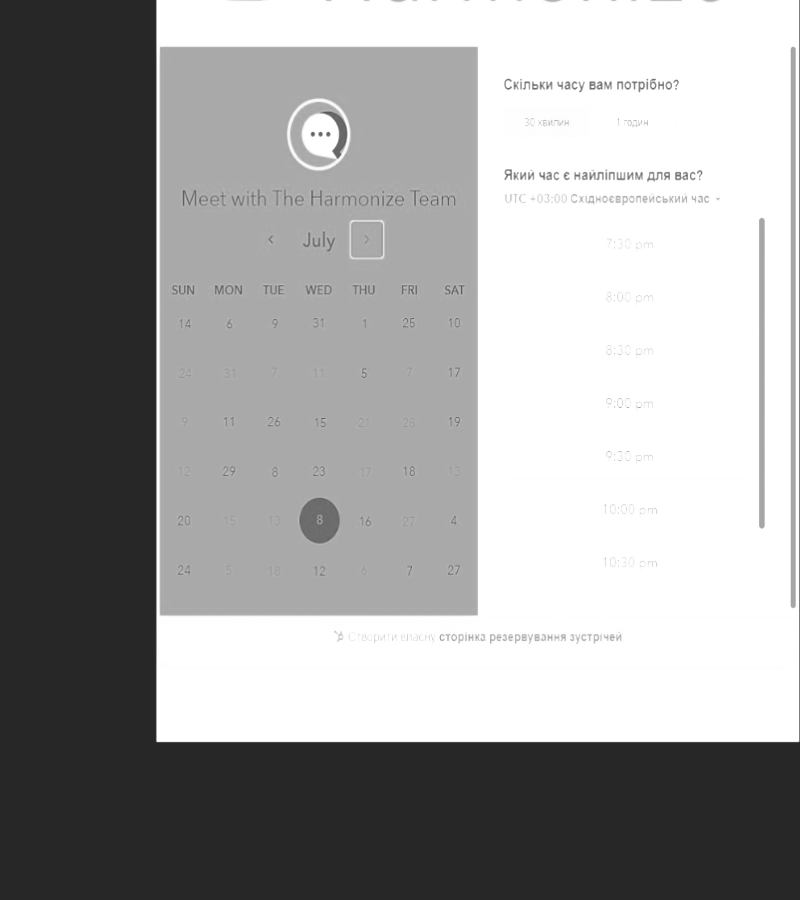 Meet with The Harmonize Team
July
SUN MON TUE WED THU FRI SAT
14 6 9 31 1 25 10
24 31 7 11 5 7 17
9 11 26 15 21 28 19
12 29 8 23 17 18 13
20 15 13 8 16 27 4
24 5 18 12 6 7 27
Скільки часу вам потрібно?
30 хвилин 1 годин
Який час є найліпшим для вас?
UTC +03:00 Східноєвропейський час
7:30 pm
8:00 pm
8:30 pm
9:00 pm
9:30 pm
10:00 pm
10:30 pm
Створити власну сторінка резервування зустрічей